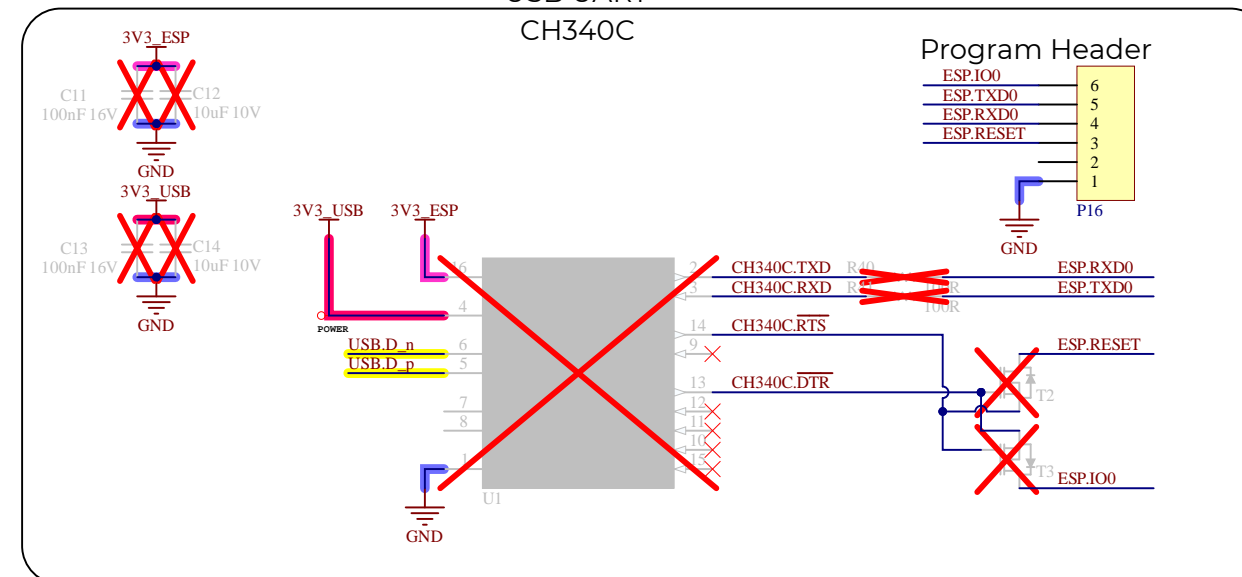 CH340C
3V3_ESP
C11
100nF 16V
C12
10uF 10V
GND
3V3_USB
C13
100nF 16V
C14
10uF 10V
GND
Program Header
ESP.IO0
ESP.TXD0
ESP.RXD0
ESP.RESET
6
5
4
3
2
1
P16
GND
3V3_USB
3V3_ESP
POWER
USB.D_n
USB.D_p
16
4
6
5
7
8
1
GND
U1
2
3
14
9
13
12
11
10
15
CH340C.TXD
CH340C.RXD
CH340C.RTS
CH340C.DTR
R40
100R
ESP.RXD0
ESP.TXD0
ESP.RESET
T2
T3
ESP.IO0